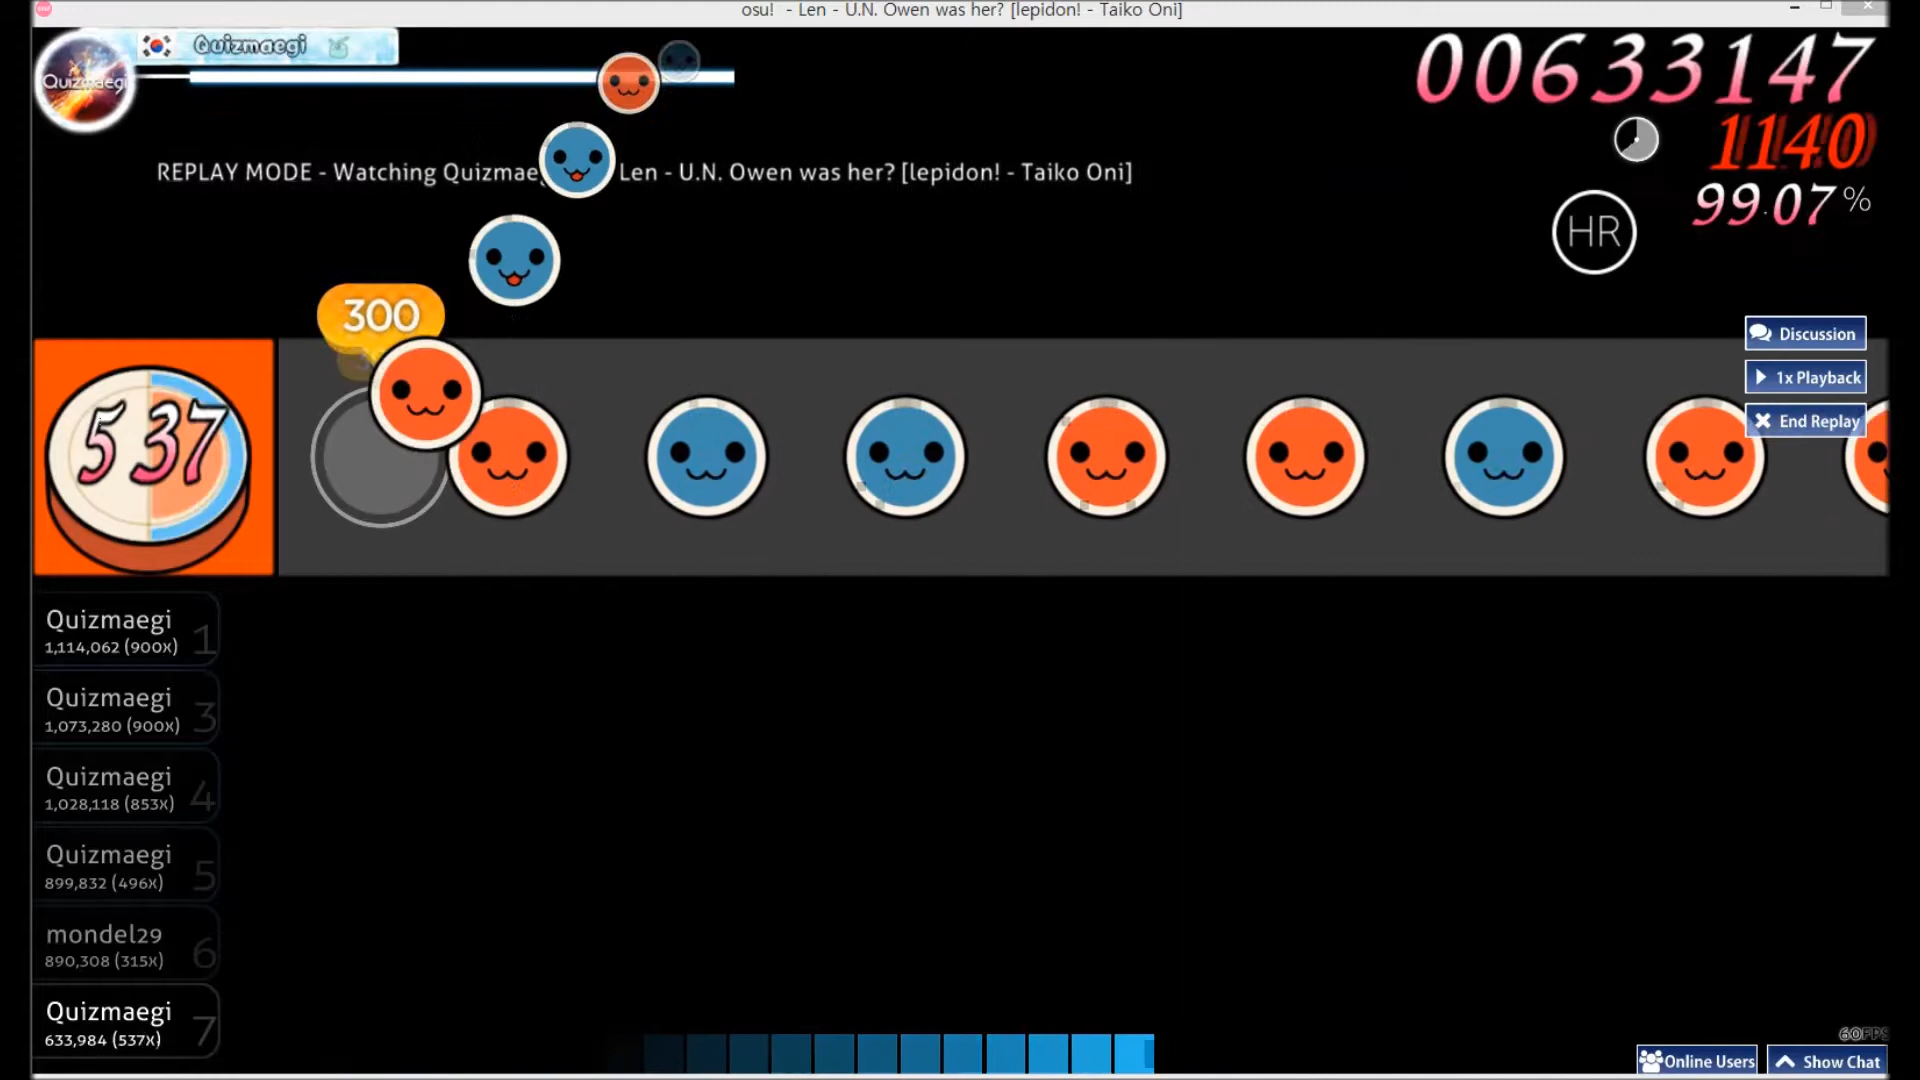 osu! - Len - U.N. Owen was her? [lepidon! - Taiko Oni]
Quizmaegi
Quizmaegi
00633147
1140
99.07%
HR
REPLAY MODE - Watching Quizmae Len - U.N. Owen was her? [lepidon! - Taiko Oni]
300
Discussion
1x Playback
End Replay
537
Quizmaegi
1,114,062 (900x)
1
Quizmaegi
1,073,280 (900x)
3
Quizmaegi
1,028,118 (853x)
4
Quizmaegi
899,832 (496x)
5
mondel29
890,308 (315x)
6
Quizmaegi
633,984 (537x)
7
60FPS
Online Users
Show Chat